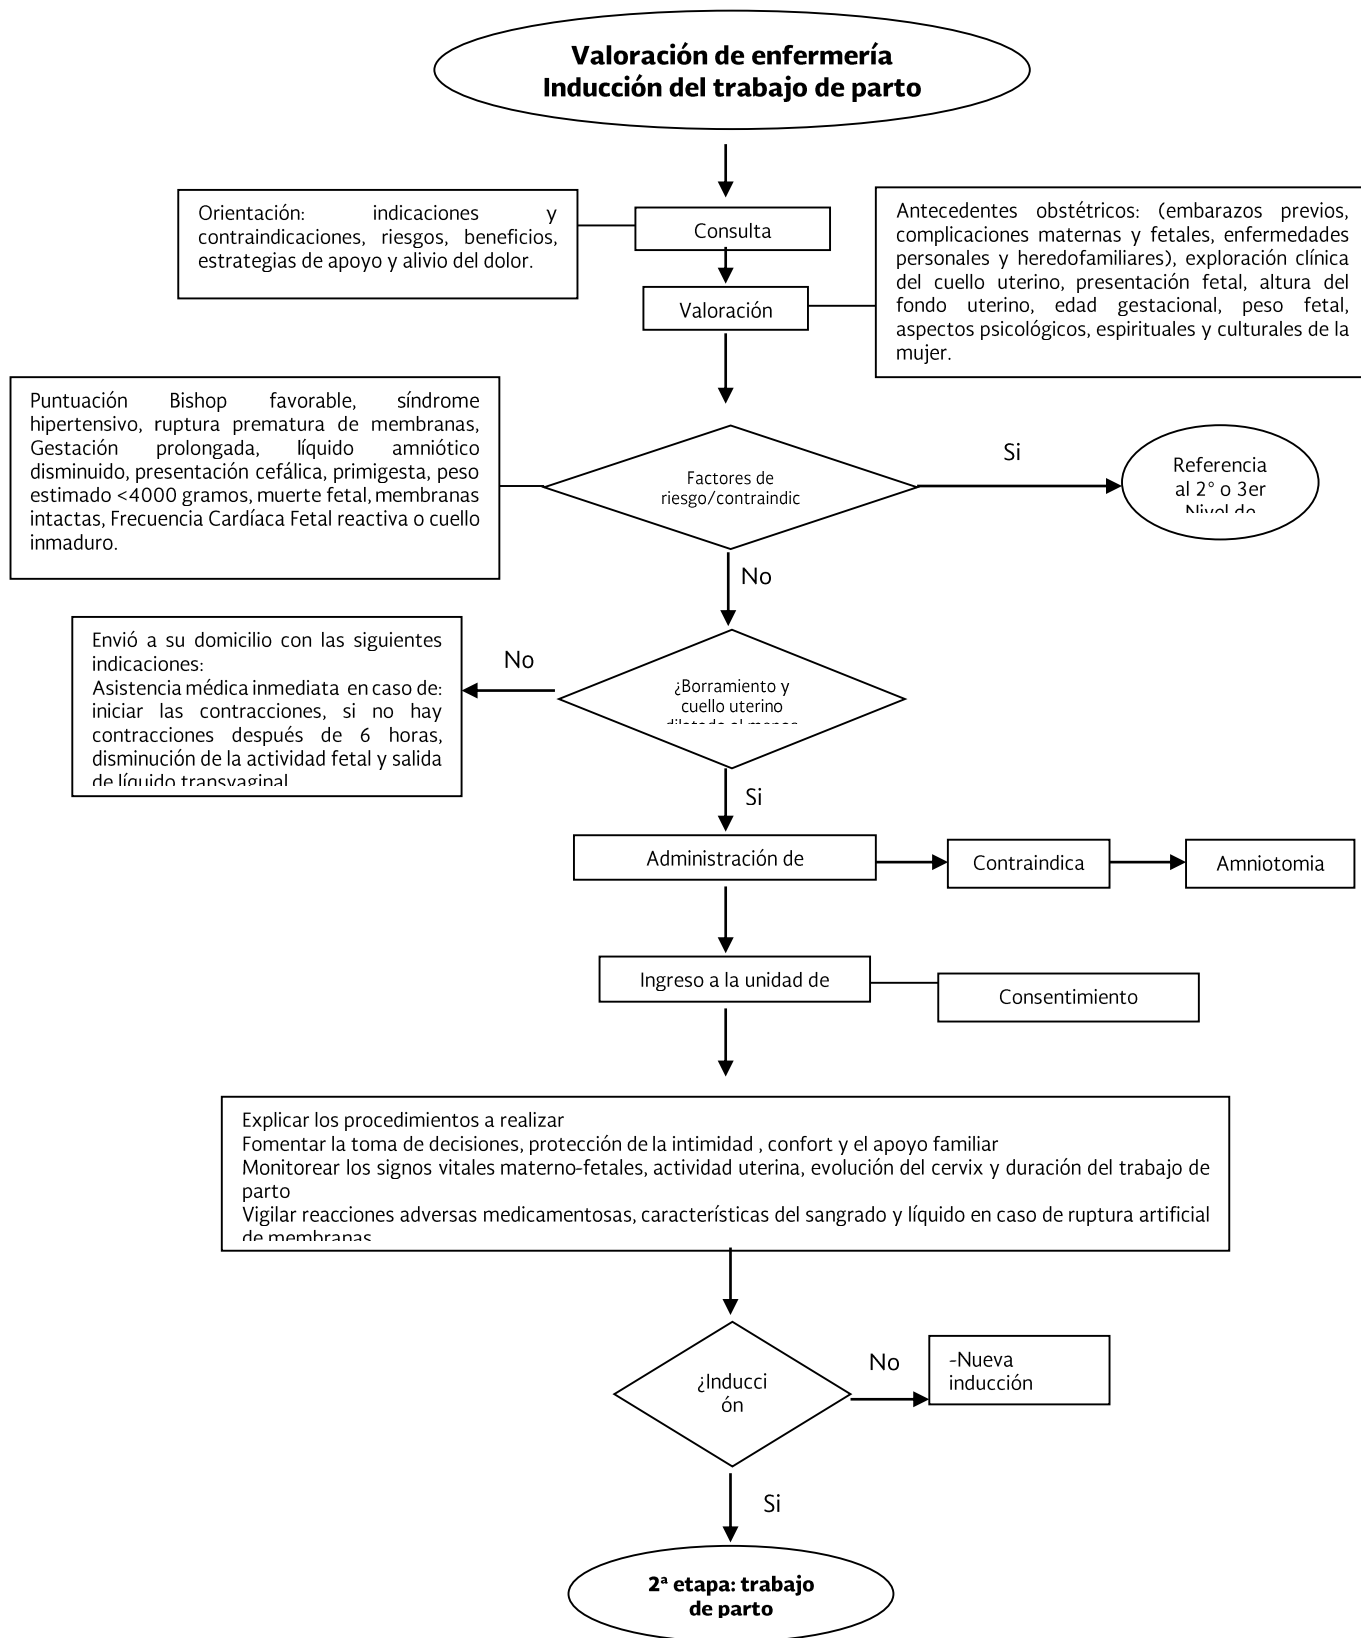 Valoración de enfermería
Inducción del trabajo de parto
Orientación: indicaciones y
contraindicaciones, riesgos, beneficios,
estrategias de apoyo y alivio del dolor.
Consulta
Antecedentes obstétricos: (embarazos previos,
complicaciones maternas y fetales, enfermedades
personales y heredofamiliares), exploración clínica
del cuello uterino, presentación fetal, altura del
fondo uterino, edad gestacional, peso fetal,
aspectos psicológicos, espirituales y culturales de la
mujer.
Valoración
Puntuación Bishop favorable, síndrome
hipertensivo, ruptura prematura de membranas,
Gestación prolongada, líquido amniótico
disminuido, presentación cefálica, primigesta, peso
estimado <4000 gramos, muerte fetal, membranas
intactas, Frecuencia Cardíaca Fetal reactiva o cuello
inmaduro.
Factores de
riesgo/contraindic
Si
Referencia
al 2° o 3er
Nivel de
No
Envió a su domicilio con las siguientes
indicaciones:
Asistencia médica inmediata en caso de:
iniciar las contracciones, si no hay
contracciones después de 6 horas,
disminución de la actividad fetal y salida
de líquido transvaginal
No
¿Borramiento y
cuello uterino
dilatado al menos
Si
Administración de
Contraindica
Amniotomia
Ingreso a la unidad de
Consentimiento
Explicar los procedimientos a realizar
Fomentar la toma de decisiones, protección de la intimidad , confort y el apoyo familiar
Monitorear los signos vitales materno-fetales, actividad uterina, evolución del cervix y duración del trabajo de
parto
Vigilar reacciones adversas medicamentosas, características del sangrado y líquido en caso de ruptura artificial
de membranas
¿Inducci
ón
No
-Nueva
inducción
Si
2ª etapa: trabajo
de parto